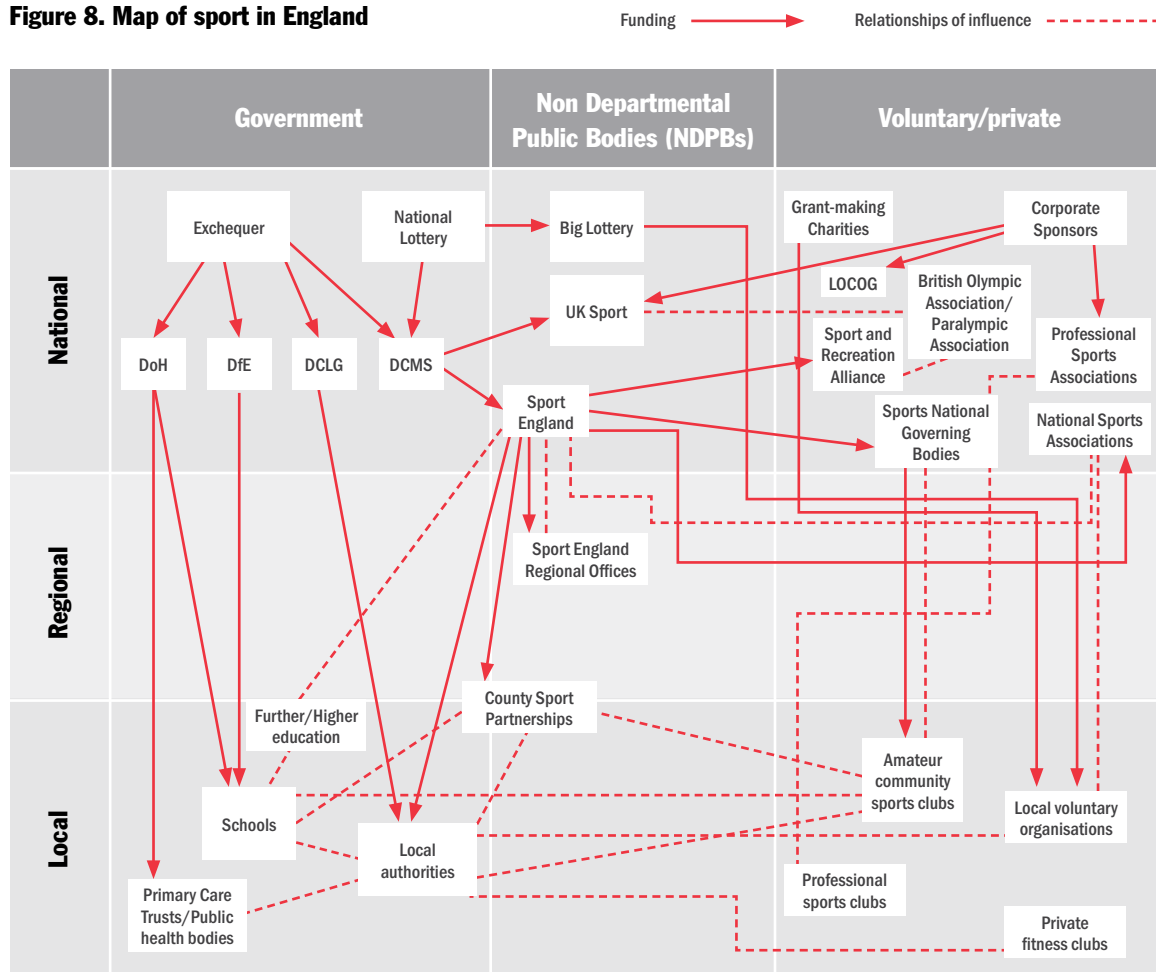 Figure 8. Map of sport in England
Funding
Relationships of influence
Government
Non Departmental
Public Bodies (NDPBs)
Voluntary/private
National
Exchequer
National
Lottery
Big Lottery
Grant-making
Charities
Corporate
Sponsors
UK Sport
LOCOG
British Olympic
Association/
Paralympic
Association
DoH
DfE
DCLG
DCMS
Sport and
Recreation
Alliance
Professional
Sports
Associations
Sport
England
Sports National
Governing
Bodies
National Sports
Associations
Regional
Sport England
Regional Offices
County Sport
Partnerships
Local
Further/Higher
education
Schools
Local
authorities
Amateur
community
sports clubs
Local voluntary
organisations
Primary Care
Trusts/Public
health bodies
Professional
sports clubs
Private
fitness clubs